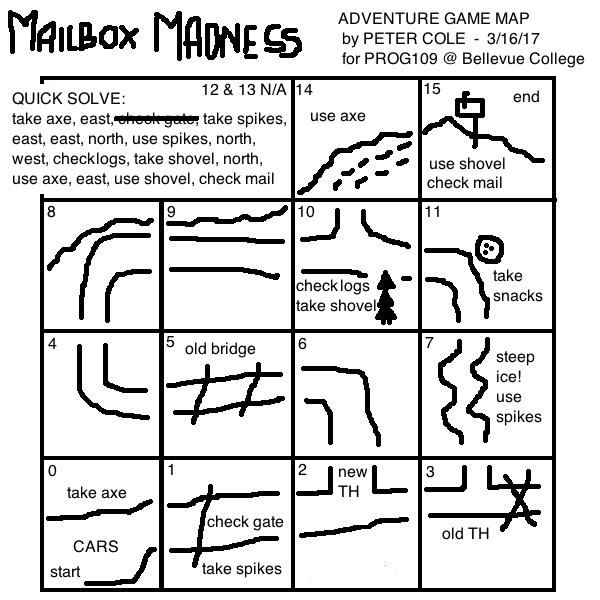 MAILBOX MADNESS
ADVENTURE GAME MAP
by PETER COLE - 3/16/17
for PROG109 @ Bellevue College
12 & 13 N/A
QUICK SOLVE:
take axe, east, check gate, take spikes,
east, east, north, use spikes, north,
west, checklogs, take shovel, north,
use axe, east, use shovel, check mail
14
use axe
15
end
use shovel
check mail
8
9
10
check logs
take shovel
11
take
snacks
4
5
old bridge
6
7
steep
ice!
use
spikes
0
take axe
CARS
start
1
check gate
take spikes
2
new
TH
3
old TH